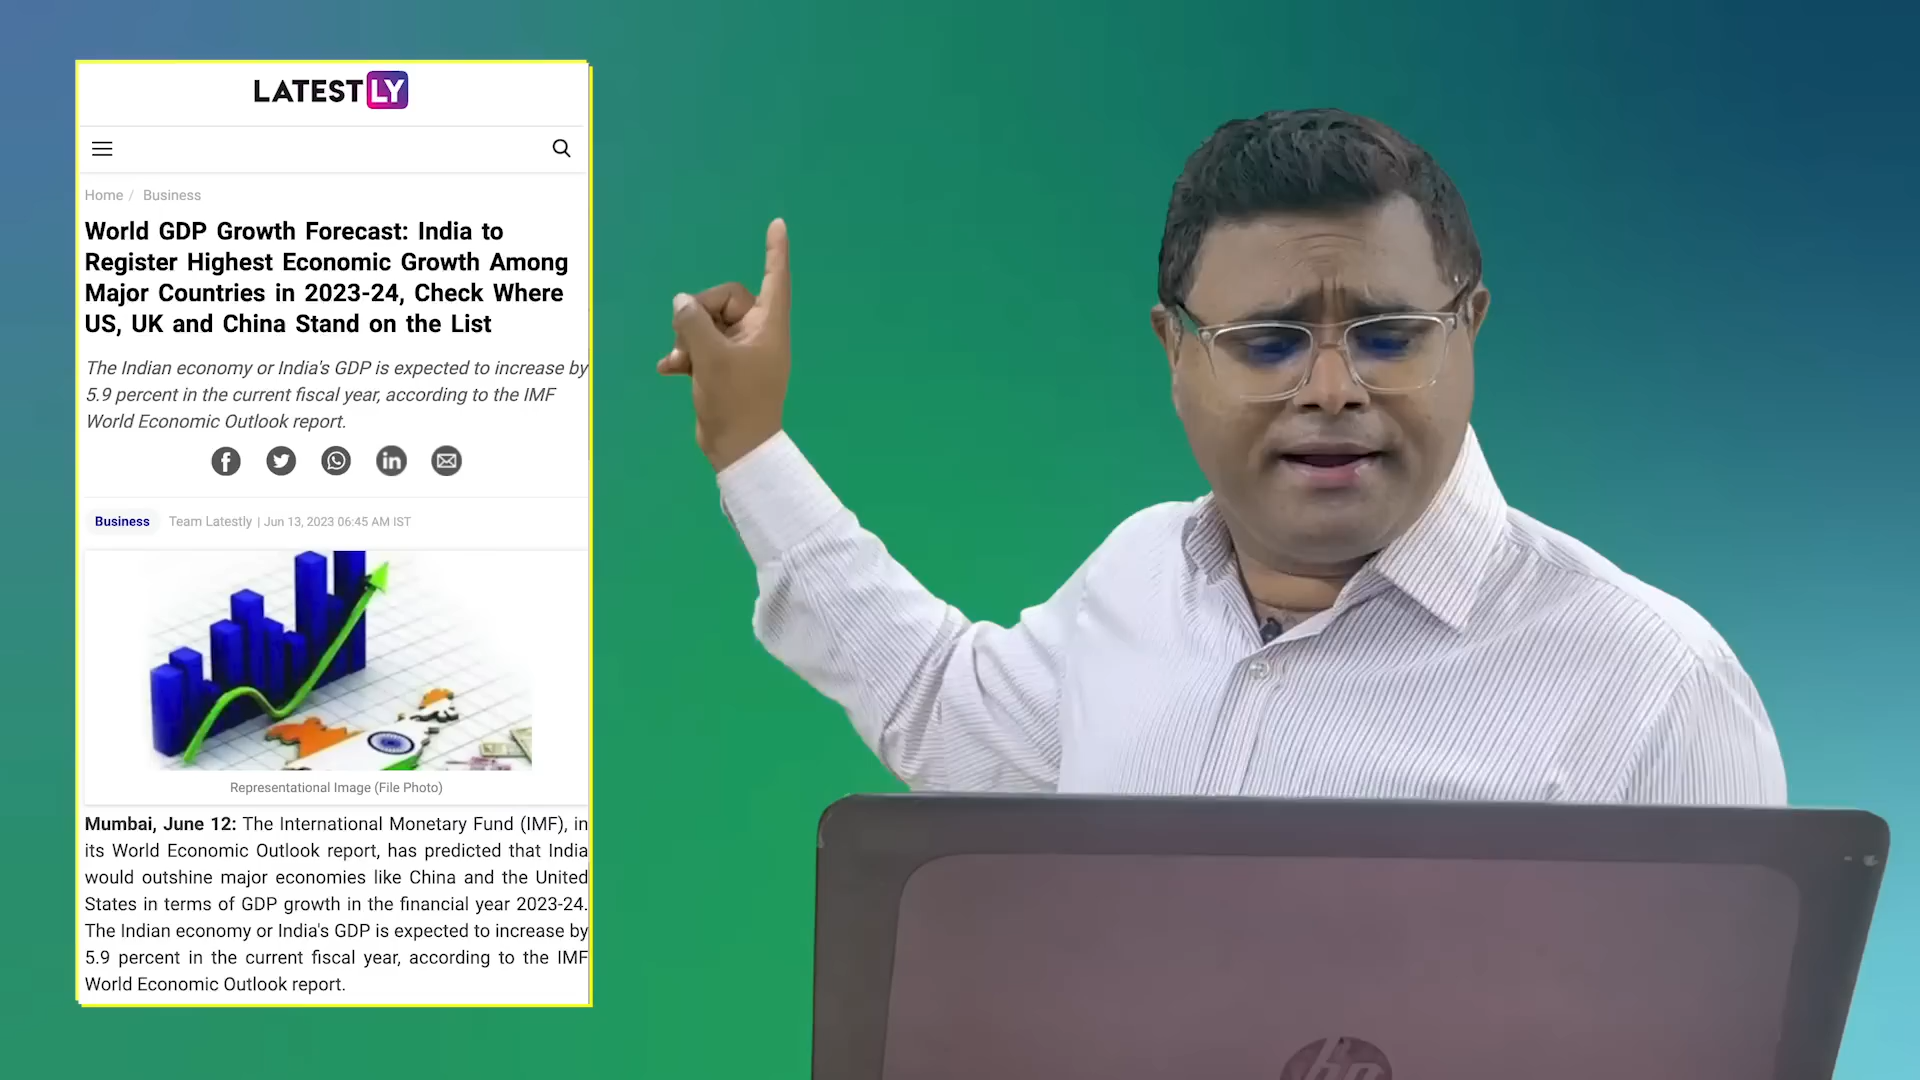 LATESTLY
Home / Business
World GDP Growth Forecast: India to
Register Highest Economic Growth Among
Major Countries in 2023-24, Check Where
US, UK and China Stand on the List
The Indian economy or India's GDP is expected to increase by
5.9 percent in the current fiscal year, according to the IMF
World Economic Outlook report.
Business Team Latestly | Jun 13, 2023 06:45 AM IST
Representational Image (File Photo)
Mumbai, June 12: The International Monetary Fund (IMF), in
its World Economic Outlook report, has predicted that India
would outshine major economies like China and the United
States in terms of GDP growth in the financial year 2023-24.
The Indian economy or India's GDP is expected to increase by
5.9 percent in the current fiscal year, according to the IMF
World Economic Outlook report.
hp